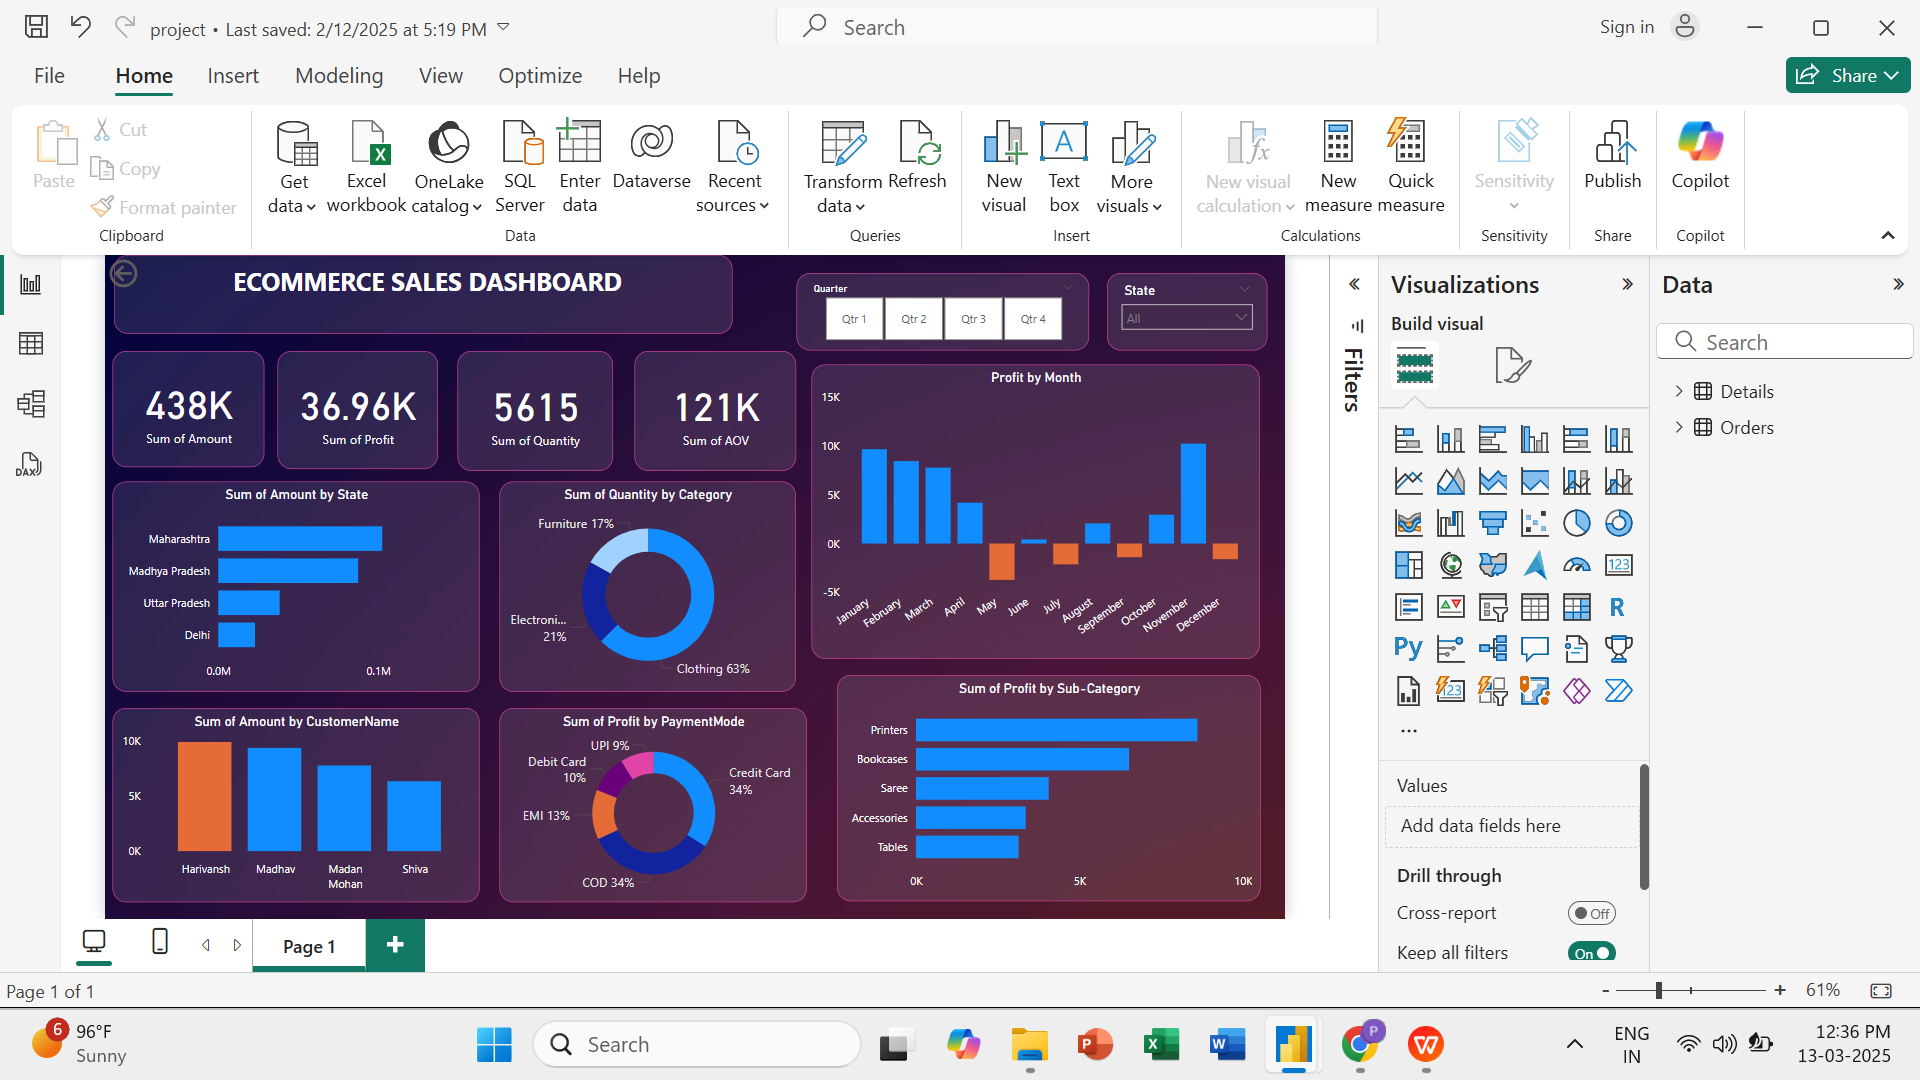 project • Last saved: 2/12/2025 at 5:19 PM
Search
Sign in
File
Home
Insert
Modeling
View
Optimize
Help
Share
Paste
Cut
Copy
Format painter
Clipboard
Get data
Excel workbook
OneLake catalog
SQL Server
Enter data
Dataverse
Recent sources
Data
Transform data
Refresh
Queries
New visual
Text box
More visuals
Insert
New visual calculation
New measure
Quick measure
Calculations
Sensitivity
Sensitivity
Publish
Share
Copilot
Copilot
DAX
ECOMMERCE SALES DASHBOARD
Quarter
Qtr 1
Qtr 2
Qtr 3
Qtr 4
State
All
438K
Sum of Amount
36.96K
Sum of Profit
5615
Sum of Quantity
121K
Sum of AOV
Profit by Month
15K
10K
5K
0K
-5K
January
February
March
April
May
June
July
August
September
October
November
December
Sum of Amount by State
Maharashtra
Madhya Pradesh
Uttar Pradesh
Delhi
0.0M
0.1M
Sum of Quantity by Category
Furniture 17%
Electroni...
21%
Clothing 63%
Sum of Amount by CustomerName
10K
5K
0K
Harivansh
Madhav
Madan
Mohan
Shiva
Sum of Profit by PaymentMode
UPI 9%
Debit Card
10%
EMI 13%
COD 34%
Credit Card
34%
Sum of Profit by Sub-Category
Printers
Bookcases
Saree
Accessories
Tables
0K
5K
10K
Filters
Visualizations
Build visual
123
R
Py
123
...
Values
Add data fields here
Drill through
Cross-report
Off
Keep all filters
On
Data
Search
Details
Orders
Page 1
Page 1 of 1
- + 61%
6
96°F
Sunny
Search
P
X
W
P
W
ENG
IN
12:36 PM
13-03-2025